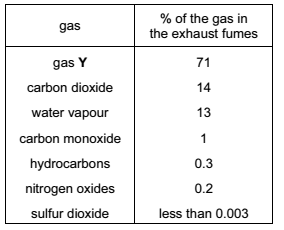 gas
% of the gas in
the exhaust fumes
gas Y 71
carbon dioxide 14
water vapour 13
carbon monoxide 1
hydrocarbons 0.3
nitrogen oxides 0.2
sulfur dioxide less than 0.003